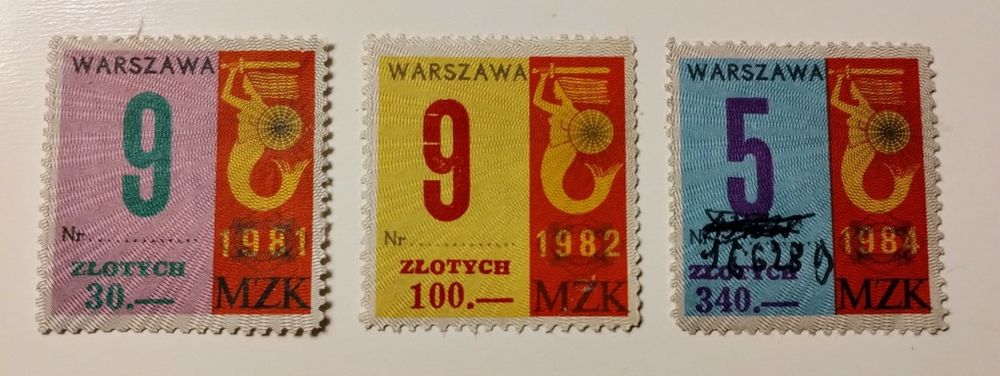 WARSZAWA
9
Nr..................
1981
ZŁOTYCH
30.—
MZK
WARSZAWA
9
Nr..................
1982
ZŁOTYCH
100.—
MZK
WARSZAWA
5
Nr
1984
ZŁOTYCH
340.—
MZK